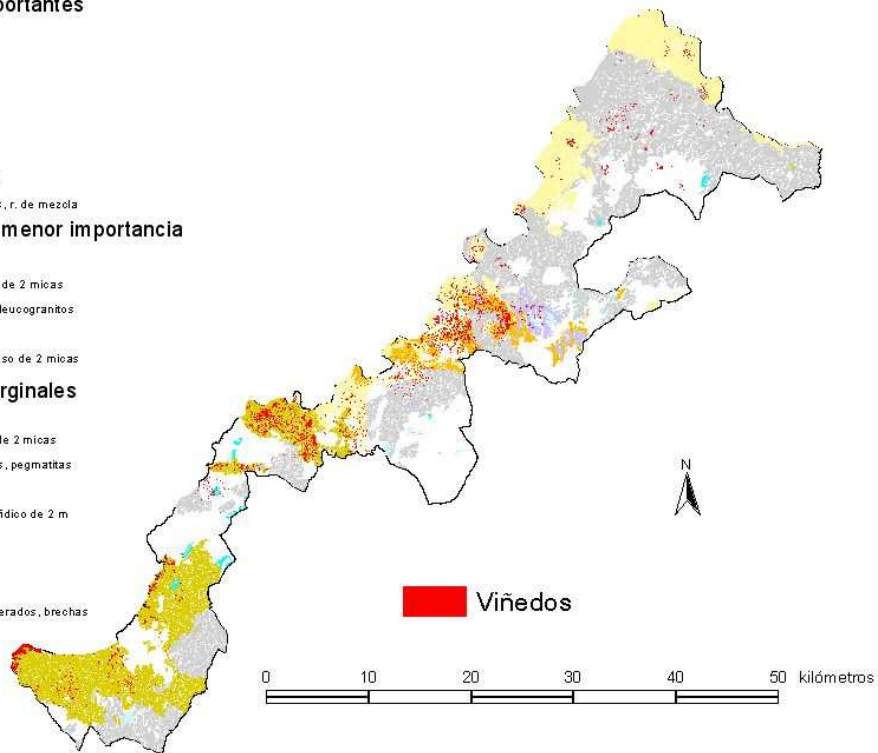 portantes
, r. de mezcla
menor importancia
de 2 micas
leucogranitos
so de 2 micas
rginales
de 2 micas
s, pegmatitas
fídico de 2 m
erados, brechas
N
Viñedos
0 10 20 30 40 50 kilómetros